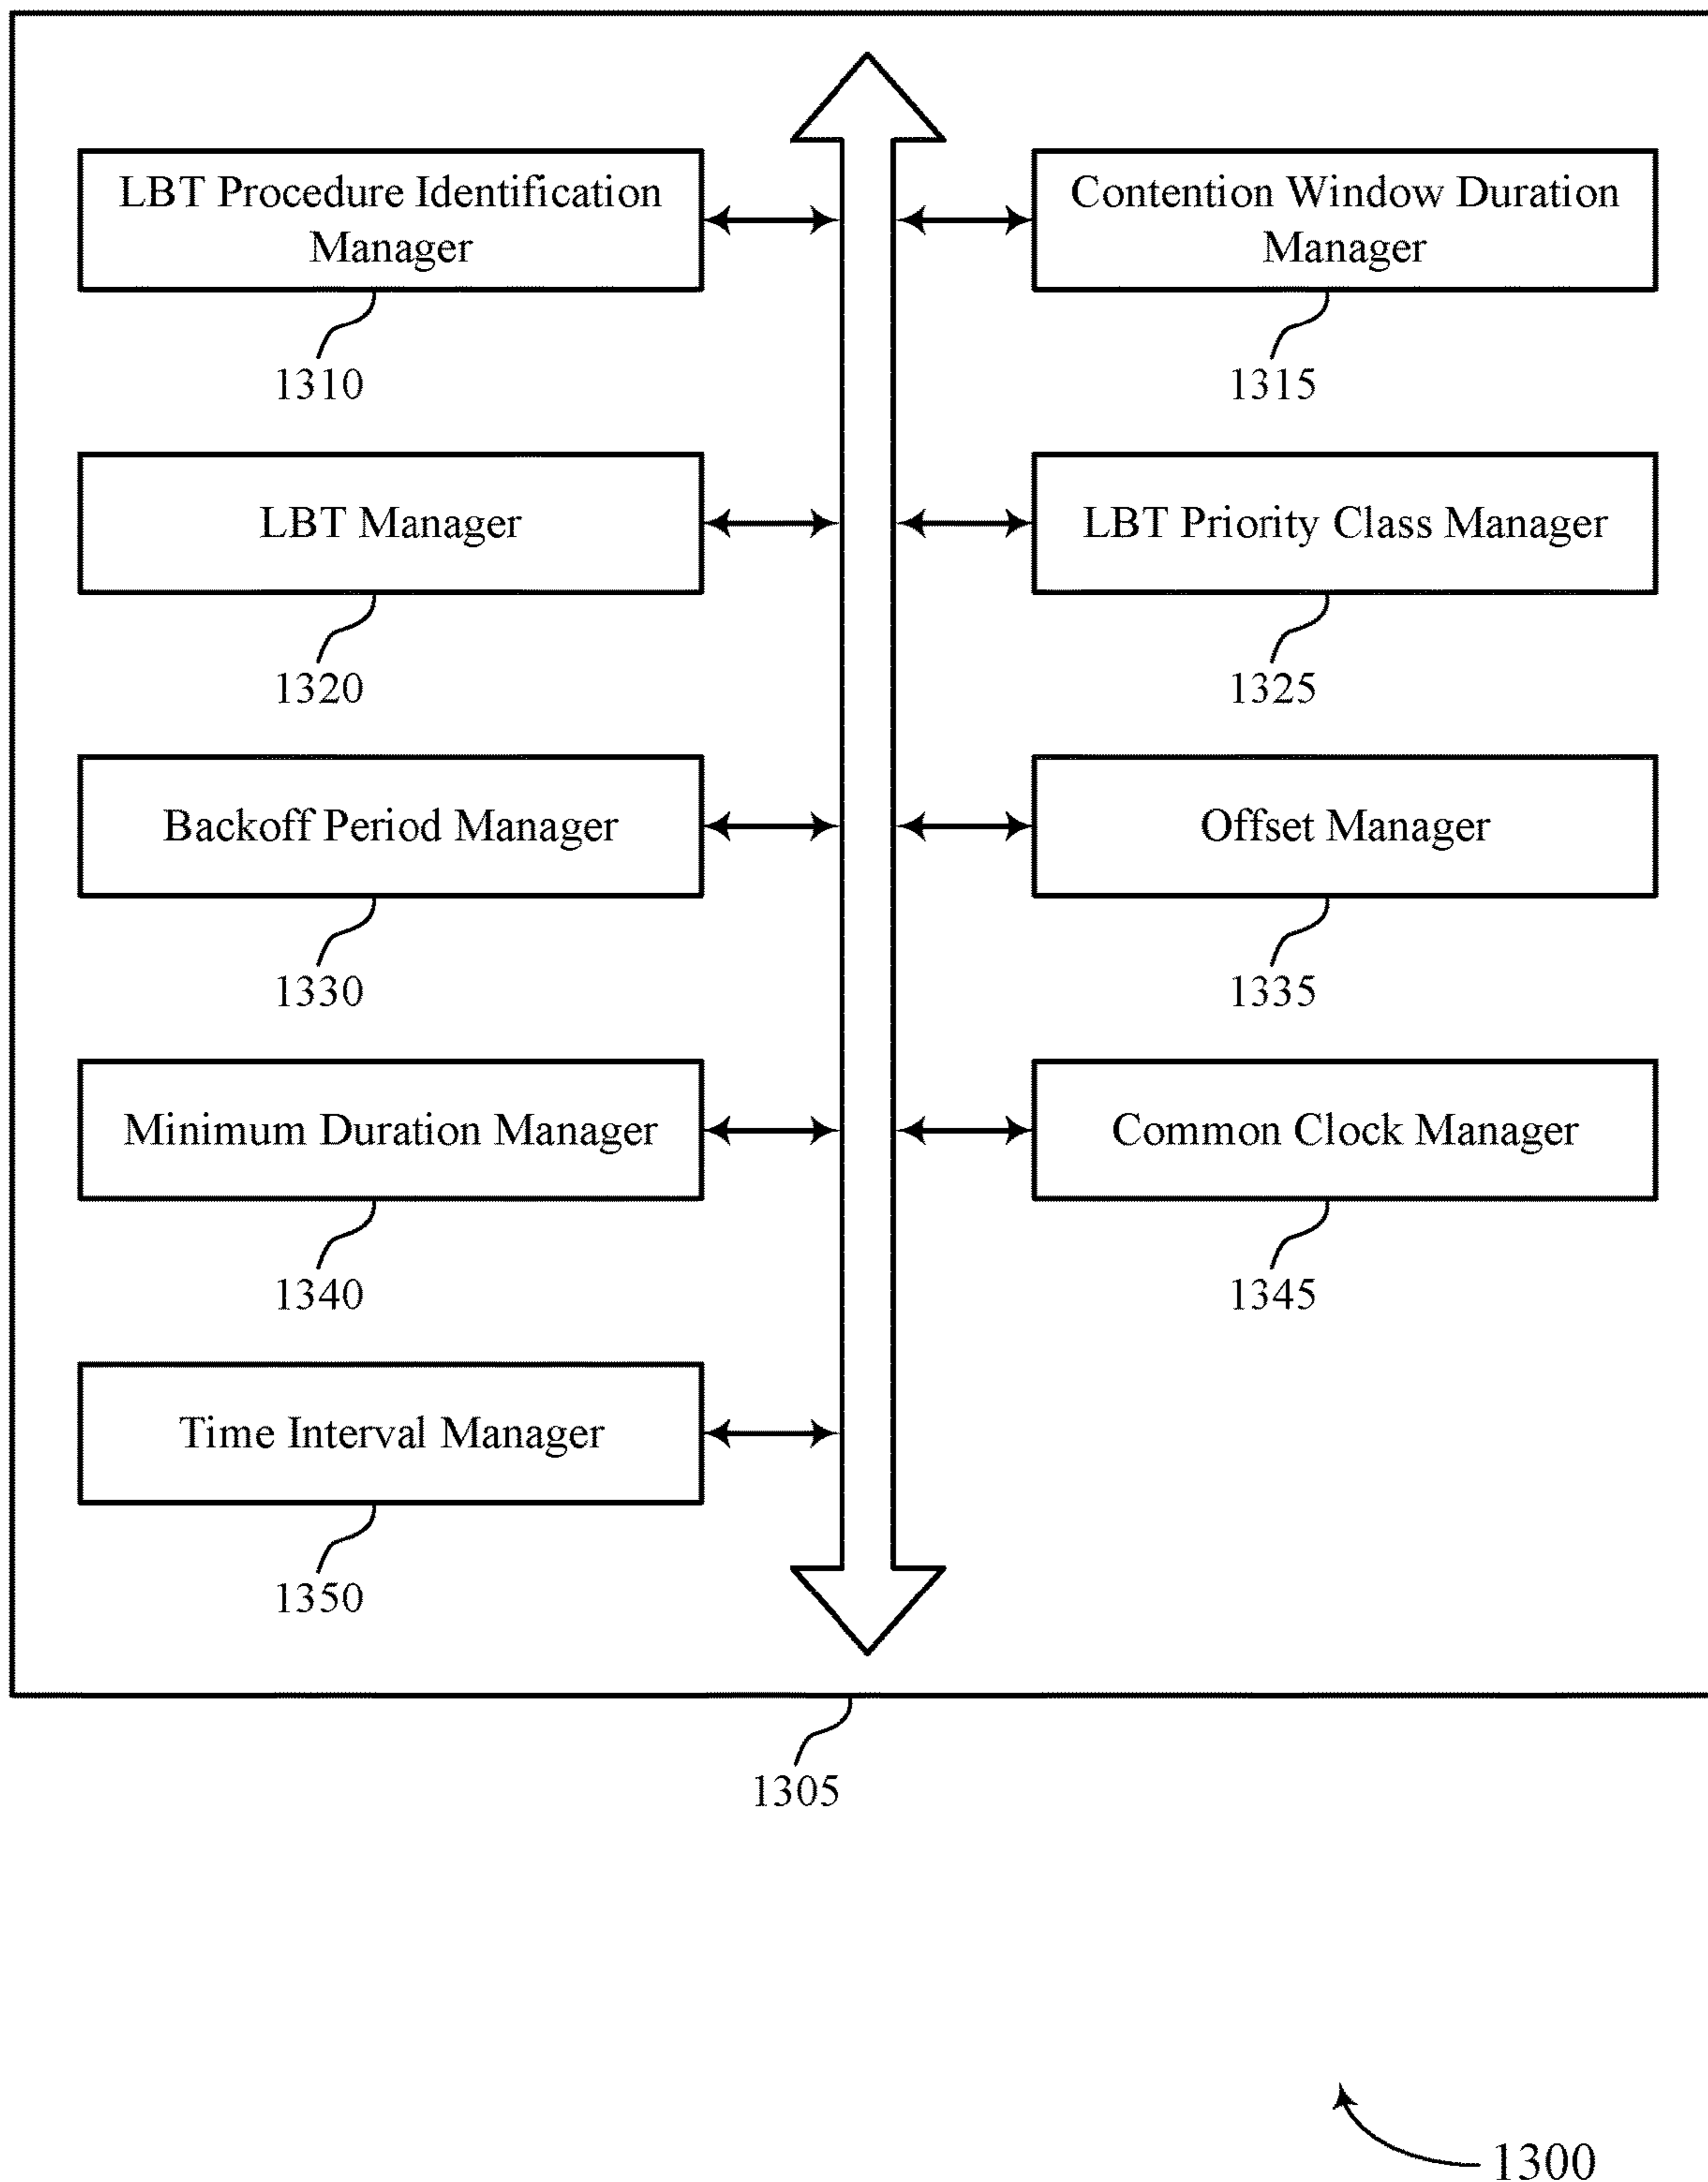 LBT Procedure Identification
Manager
1310
Contention Window Duration
Manager
1315
LBT Manager
1320
LBT Priority Class Manager
1325
Backoff Period Manager
1330
Offset Manager
1335
Minimum Duration Manager
1340
Common Clock Manager
1345
Time Interval Manager
1350
1305
1300